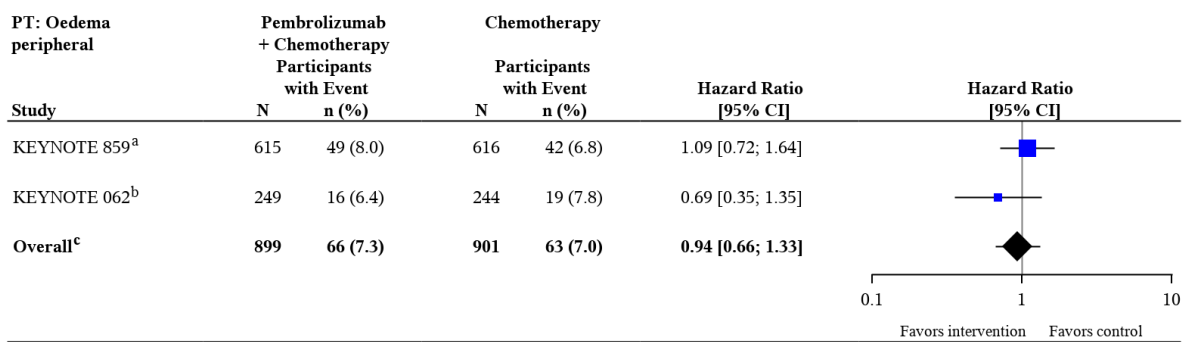 PT: Oedema peripheral
Pembrolizumab + Chemotherapy
Chemotherapy
Participants with Event
Participants with Event
Hazard Ratio
Hazard Ratio
Study N n (%) N n (%) [95% CI] [95% CI]
KEYNOTE 859a 615 49 (8.0) 616 42 (6.8) 1.09 [0.72; 1.64]
KEYNOTE 062b 249 16 (6.4) 244 19 (7.8) 0.69 [0.35; 1.35]
Overallc 899 66 (7.3) 901 63 (7.0) 0.94 [0.66; 1.33]
0.1 1 10
Favors intervention Favors control